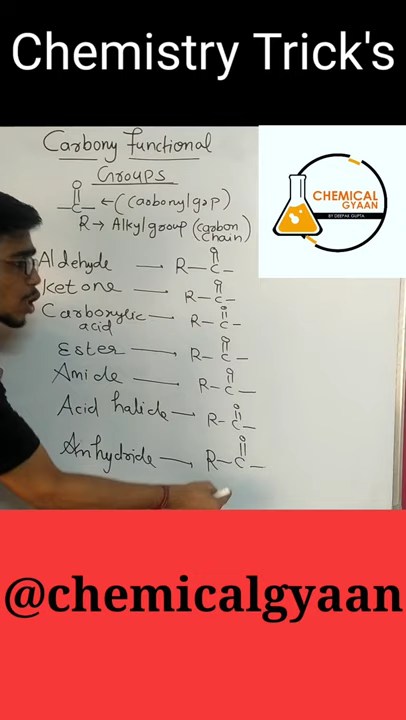 Chemistry Trick's
Carbony Functional
Groups
O
—C— ← (Carbonyl gop)
R → Alkyl group (carbon chain)
CHEMICAL
GYAAN
BY DEEPAK GUPTA
Aldehyde → R—C—
O
ketone → R—C—
O
Carboxylic acid → R—C—
O
Ester → R—C—
O
Amide → R—C—
O
Acid halide → R—C—
O
Anhydride → R—C—
O
@chemicalgyaan